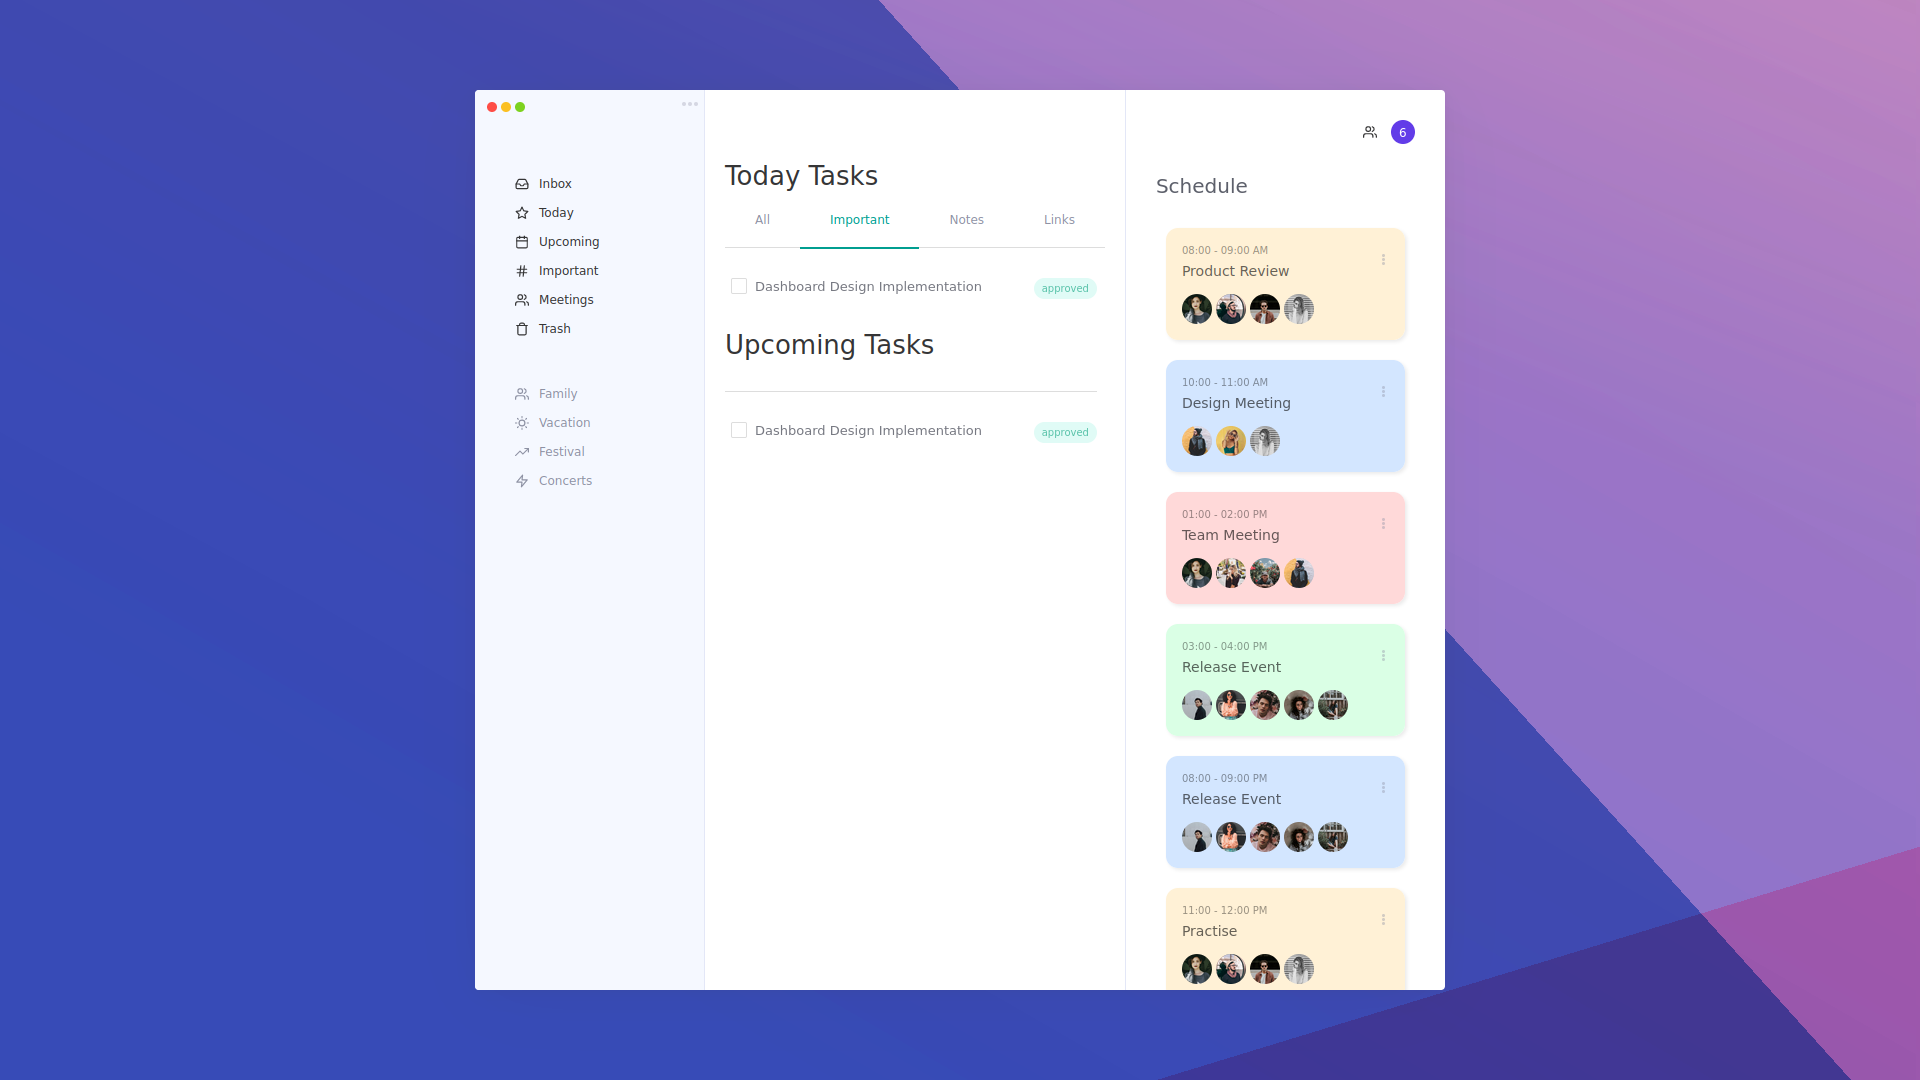 Inbox
Today
Upcoming
Important
Meetings
Trash
Family
Vacation
Festival
Concerts
Today Tasks
All
Important
Notes
Links
Dashboard Design Implementation
approved
Upcoming Tasks
Dashboard Design Implementation
approved
6
Schedule
08:00 - 09:00 AM
Product Review
10:00 - 11:00 AM
Design Meeting
01:00 - 02:00 PM
Team Meeting
03:00 - 04:00 PM
Release Event
08:00 - 09:00 PM
Release Event
11:00 - 12:00 PM
Practise